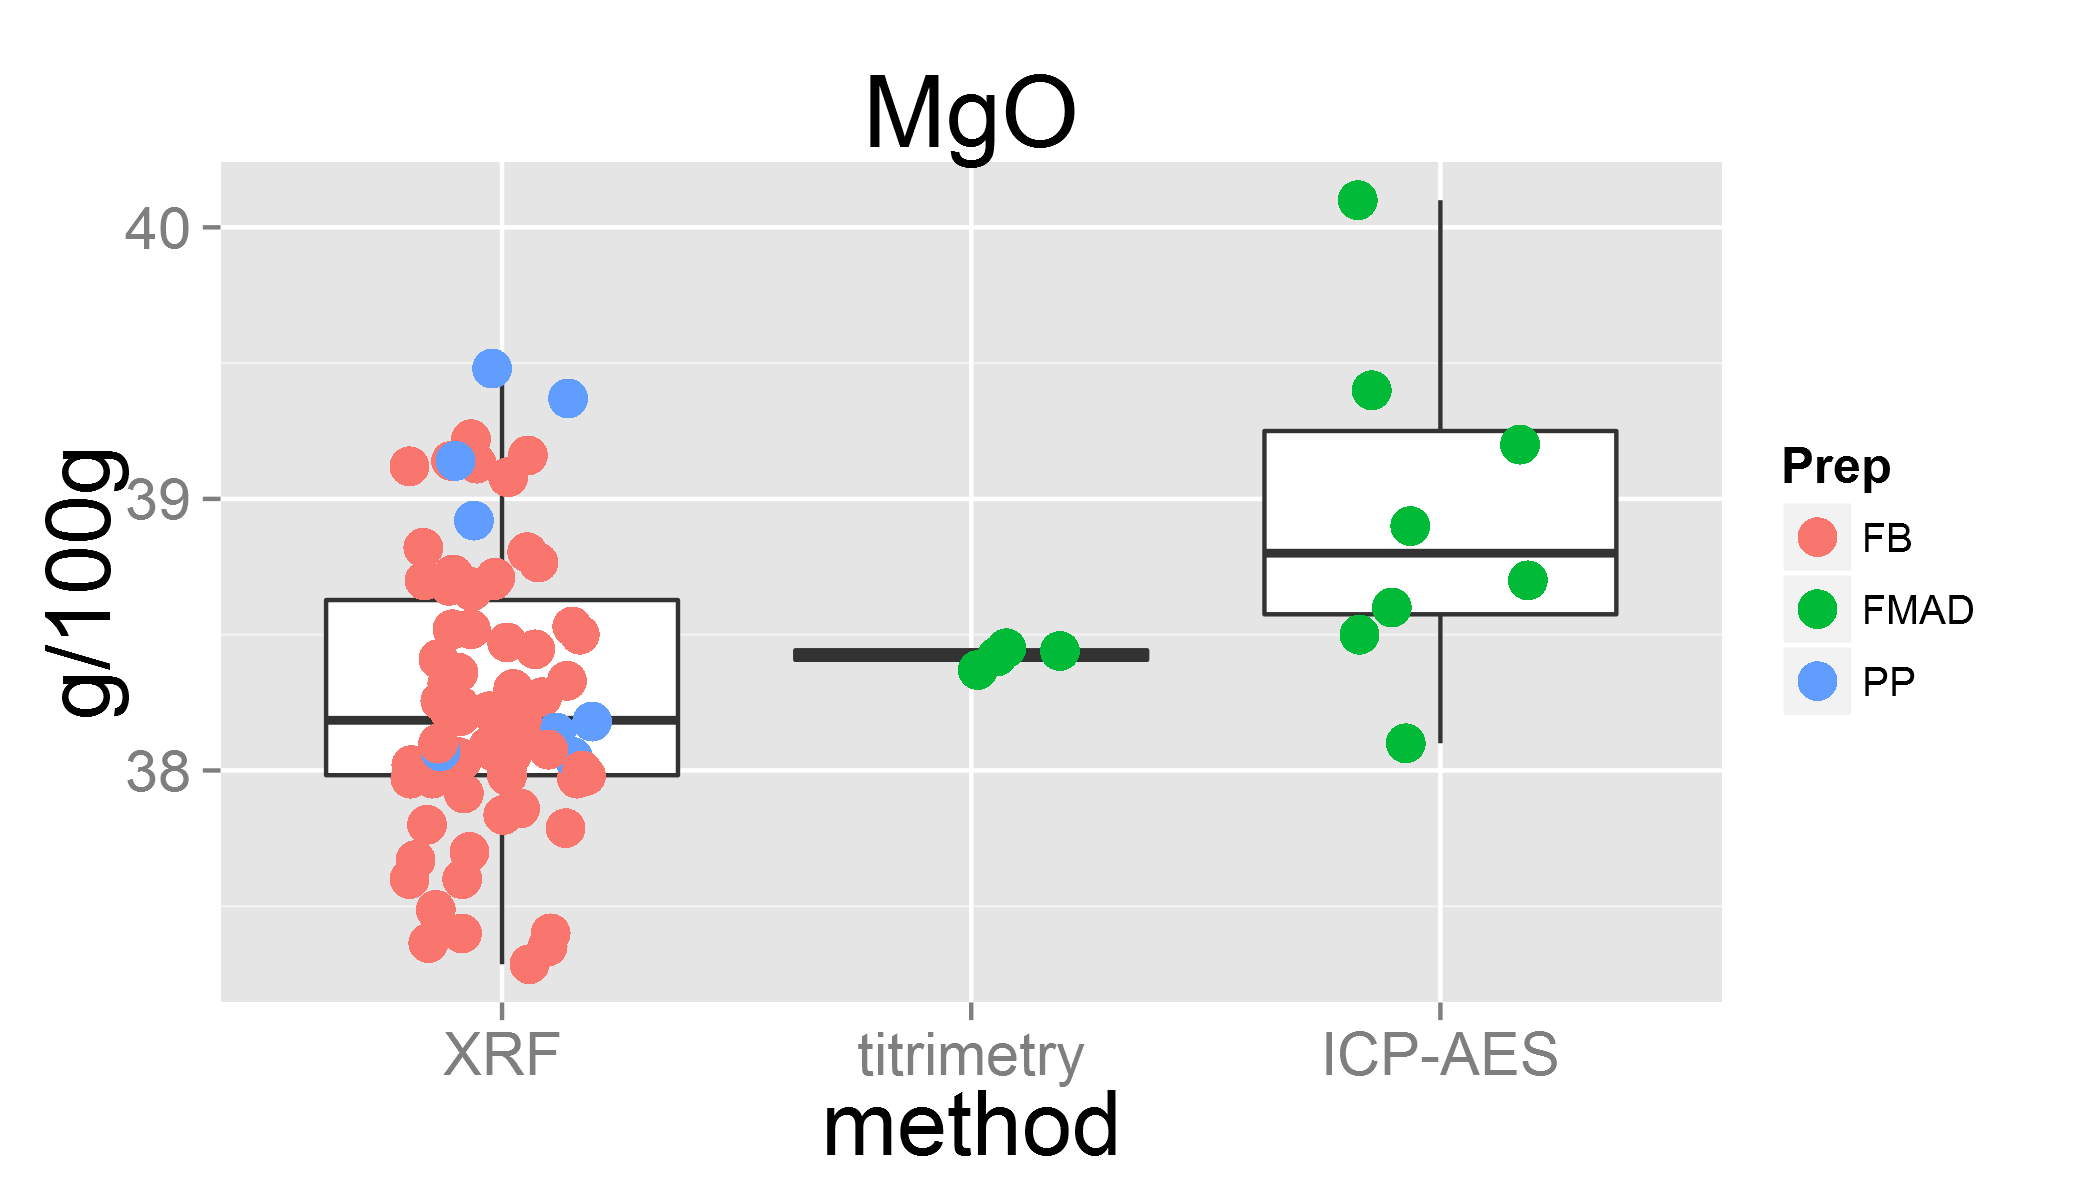 MgO
g/100g
40
39
38
XRF titrimetry ICP-AES
method
Prep
FB
FMAD
PP